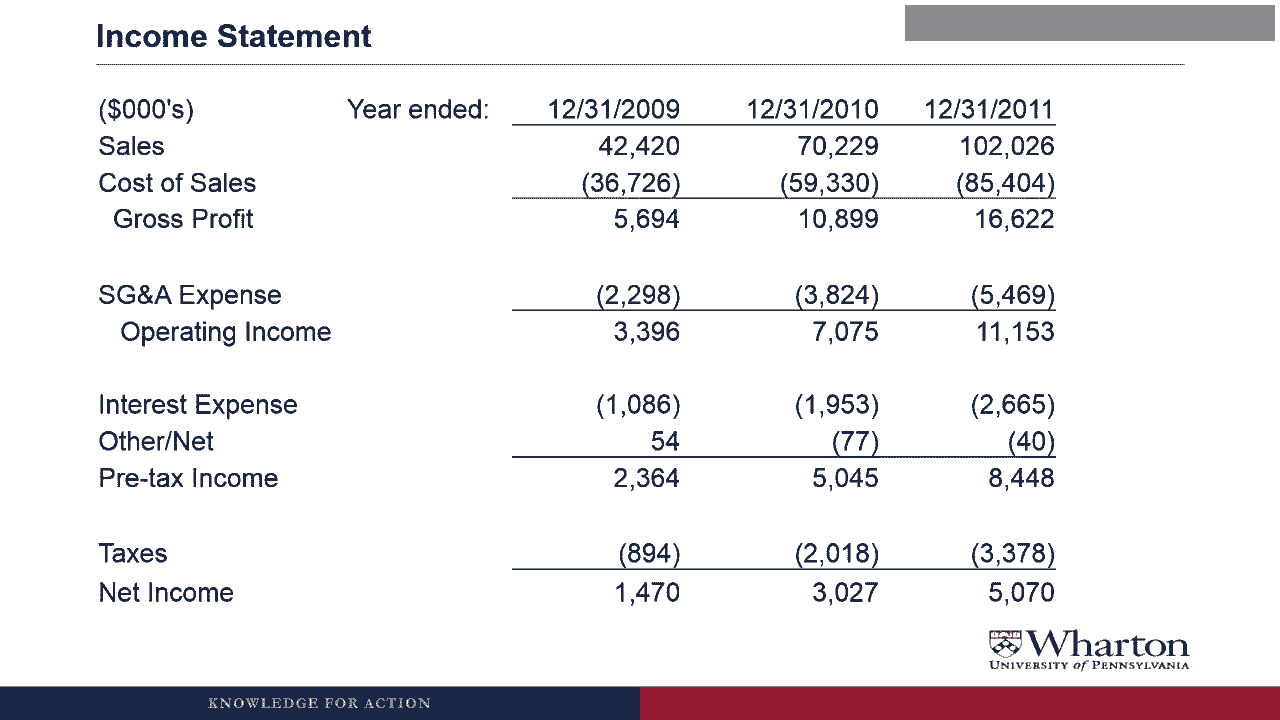 Income Statement
($000's) Year ended: 12/31/2009 12/31/2010 12/31/2011
Sales 42,420 70,229 102,026
Cost of Sales (36,726) (59,330) (85,404)
Gross Profit 5,694 10,899 16,622
SG&A Expense (2,298) (3,824) (5,469)
Operating Income 3,396 7,075 11,153
Interest Expense (1,086) (1,953) (2,665)
Other/Net 54 (77) (40)
Pre-tax Income 2,364 5,045 8,448
Taxes (894) (2,018) (3,378)
Net Income 1,470 3,027 5,070
Wharton
UNIVERSITY of PENNSYLVANIA
KNOWLEDGE FOR ACTION